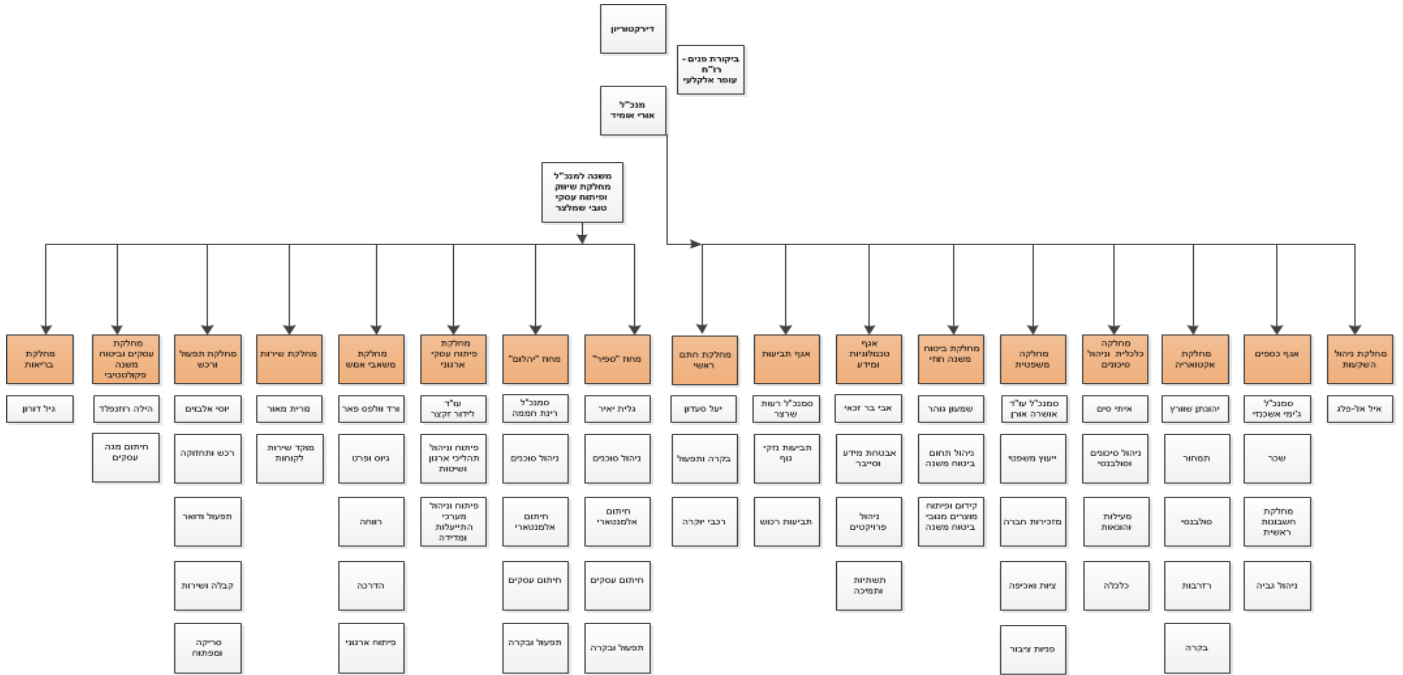 דירקטוריון
ביקורת פנים -
רו"ח
עופר אלקלעי
מנכ"ל
אורי אומיד
משנה למנכ"ל
מחלקת שיווק
ופיתוח עסקי
טובי שמלצר
מחלקת ניהול
השקעות
איל אל-פלג
אגף כספים
סמנכ"ל
ג'ימי אשכנדי
שכר
מחלקת
חשבונות
ראשית
ניהול גביה
מחלקת
אקטואריה
יהונתן שוורץ
תמחור
סולבנסי
רזרבות
בקרה
מחלקה
כלכלית וניהול
סיכונים
איתי סים
ניהול סיכונים
וסולבנסי
מעילות
והונאות
כלכלה
מחלקה
משפטית
סמנכ"ל עו"ד
אושרה אורן
ייעוץ משפטי
מזכירות חברה
ציות ואכיפה
פניות ציבור
מחלקת ביטוח
משנה חוזי
שמעון גוהר
ניהול תחום
ביטוח משנה
קידום ופיתוח
מוצרים מגובי
ביטוח משנה
אגף
טכנולוגיות
ומידע
אבי בר זכאי
אבטחת מידע
וסייבר
ניהול
פרויקטים
תשתיות
ותמיכה
אגף תביעות
סמנכ"ל רעות
שרצר
תביעות נזקי
גוף
תביעות רכוש
מחלקת חתם
ראשי
יעל סעדון
בקרה ותפעול
רכבי יוקרה
מחוז "ספיר"
גלית יאיר
ניהול סוכנים
חיתום
אלמנטארי
חיתום עסקים
תפעול ובקרה
מחוז "יהלום"
סמנכ"ל
רינת חממה
ניהול סוכנים
חיתום
אלמנטארי
חיתום עסקים
תפעול ובקרה
מחלקת
פיתוח עסקי
ארגוני
עו"ד
לידור זקצר
פיתוח וניהול
תהליכי ארגון
ושיטות
פיתוח וניהול
מערכי
התייעלות
ומדידה
מחלקת
משאבי אנוש
ורד וולפס פאר
גיוס ופרט
רווחה
הדרכה
פיתוח ארגוני
מחלקת שירות
נורית מאור
מוקד שירות
לקוחות
מחלקת תפעול
ורכש
יוסי אלבוים
רכש ותחזוקה
תפעול ודואר
קבלה ושירות
סריקה
ומפתוח
מחלקת
עסקים וביטוח
משנה
פקולטטיבי
הילה רוזנפלד
חיתום מגה
עסקים
מחלקת
בריאות
גיל דורון